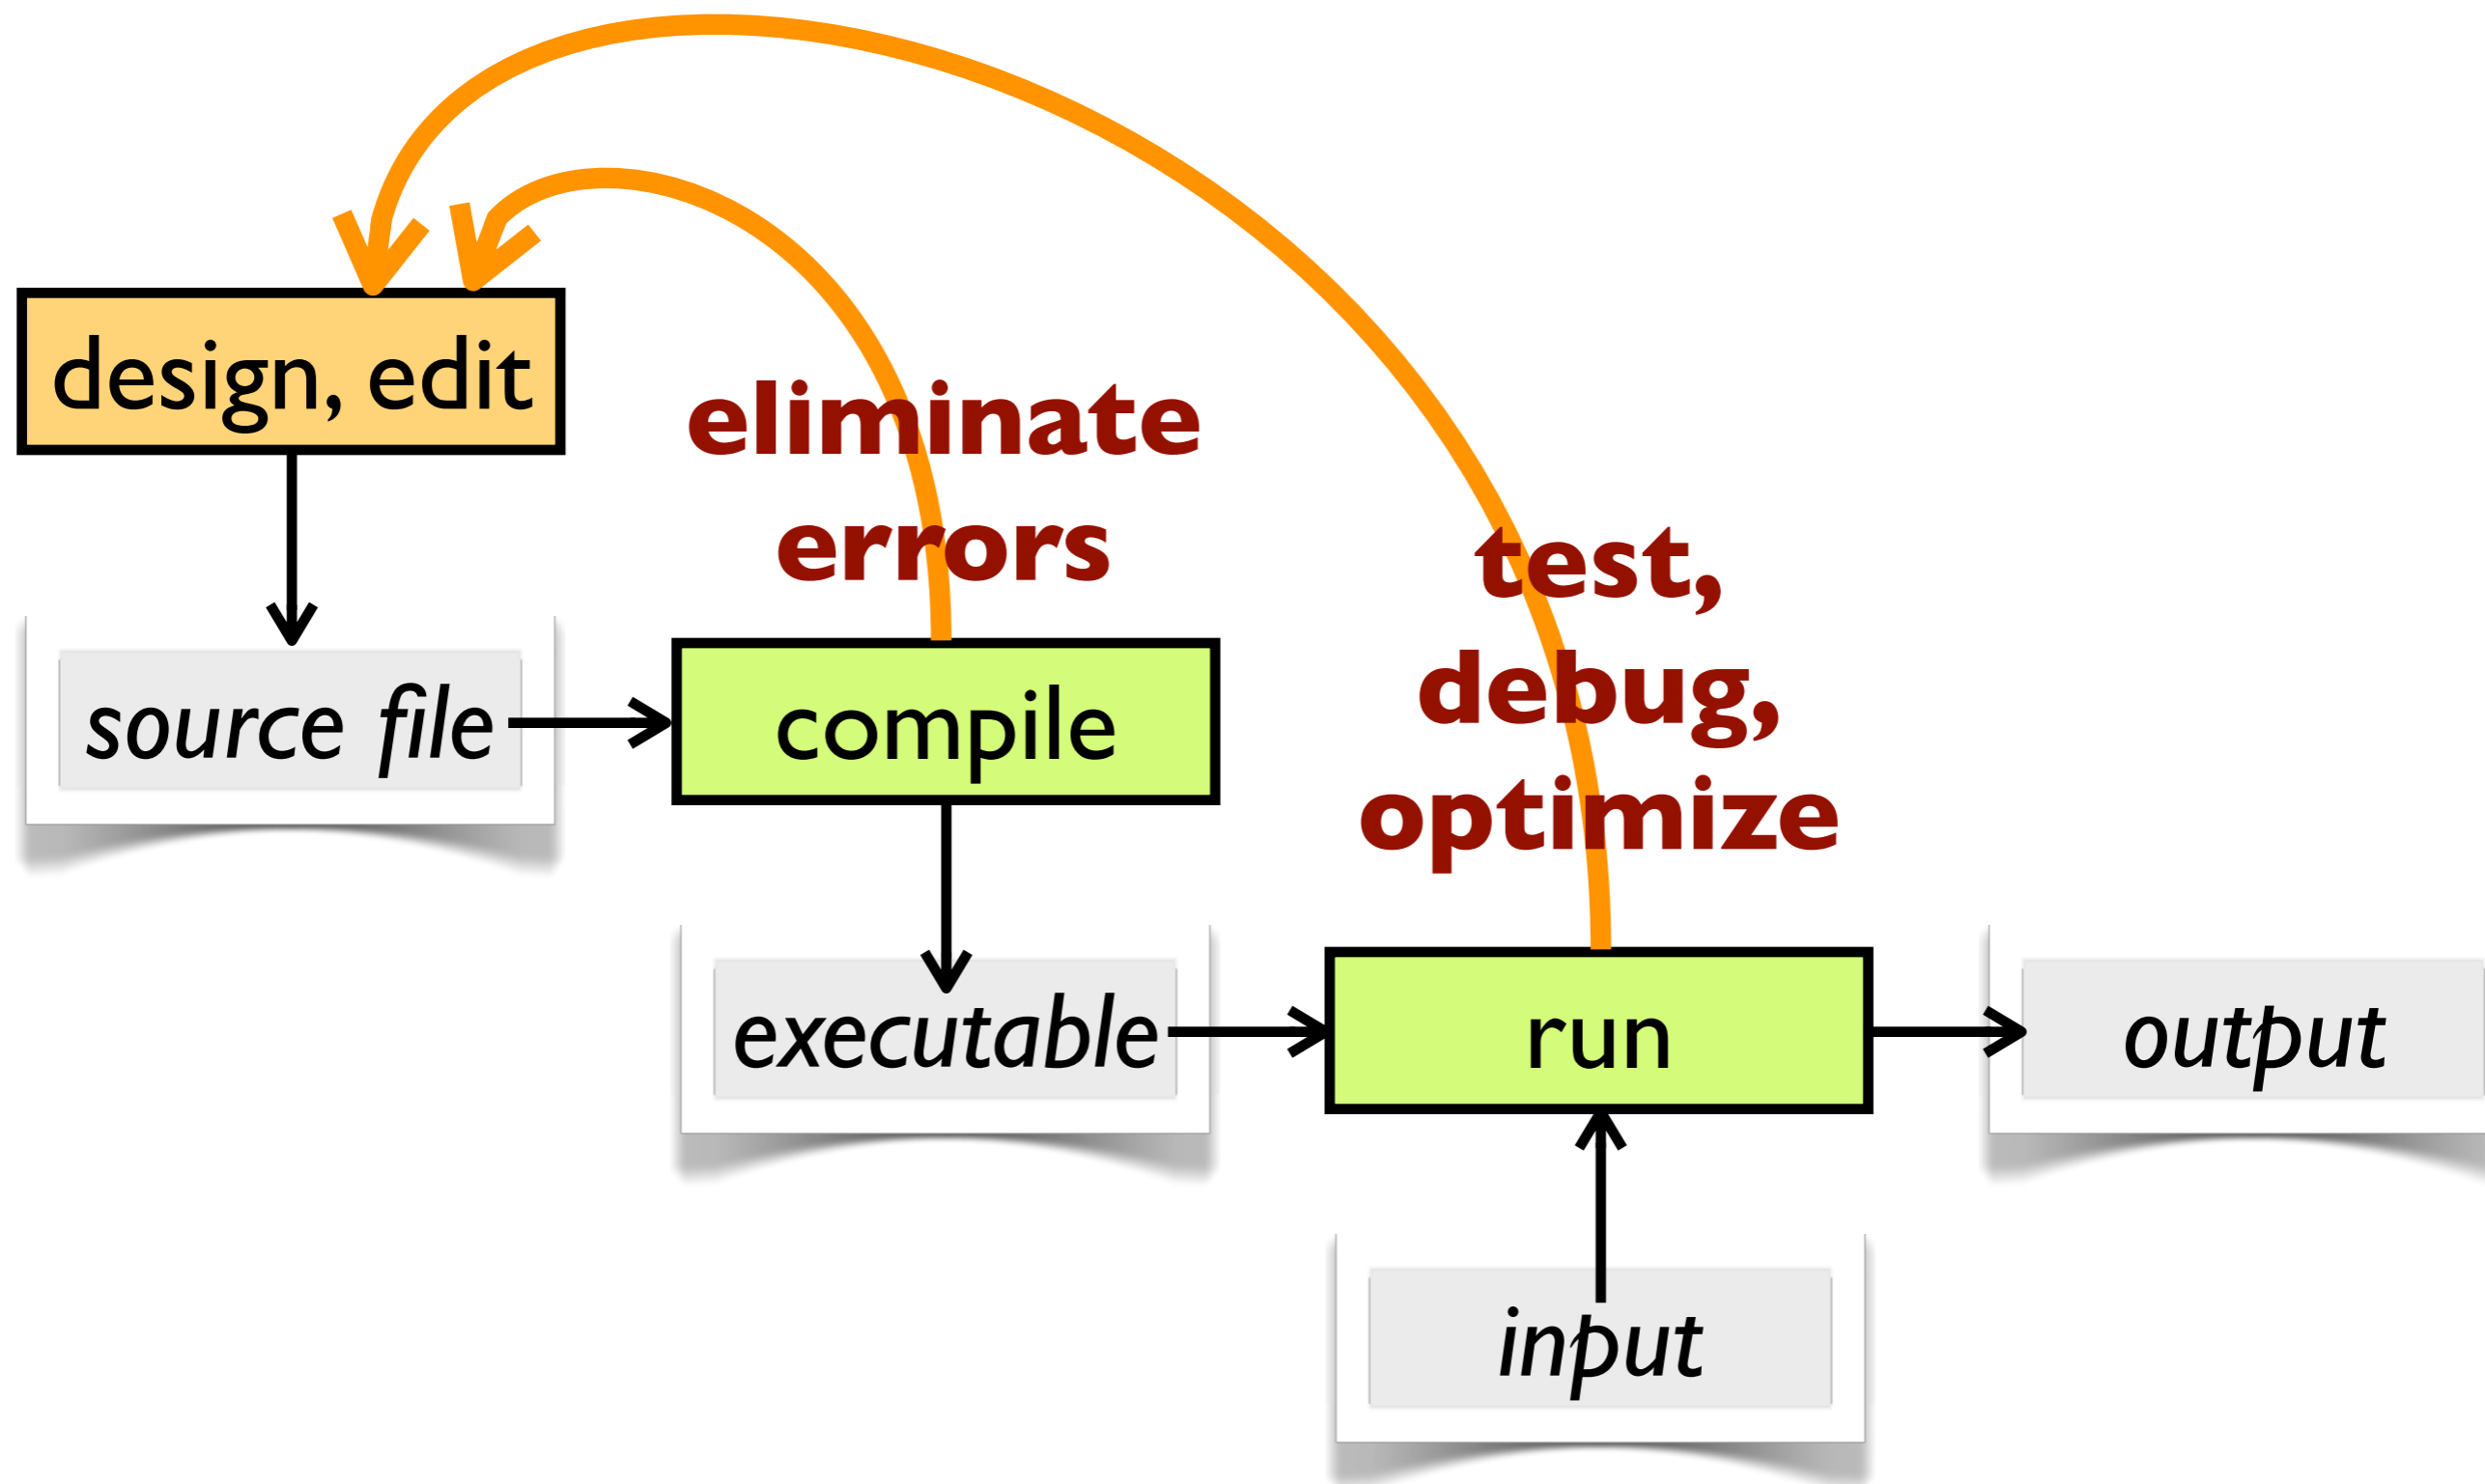 design, edit
eliminate
errors
test,
debug,
optimize
source file
compile
executable
run
output
input